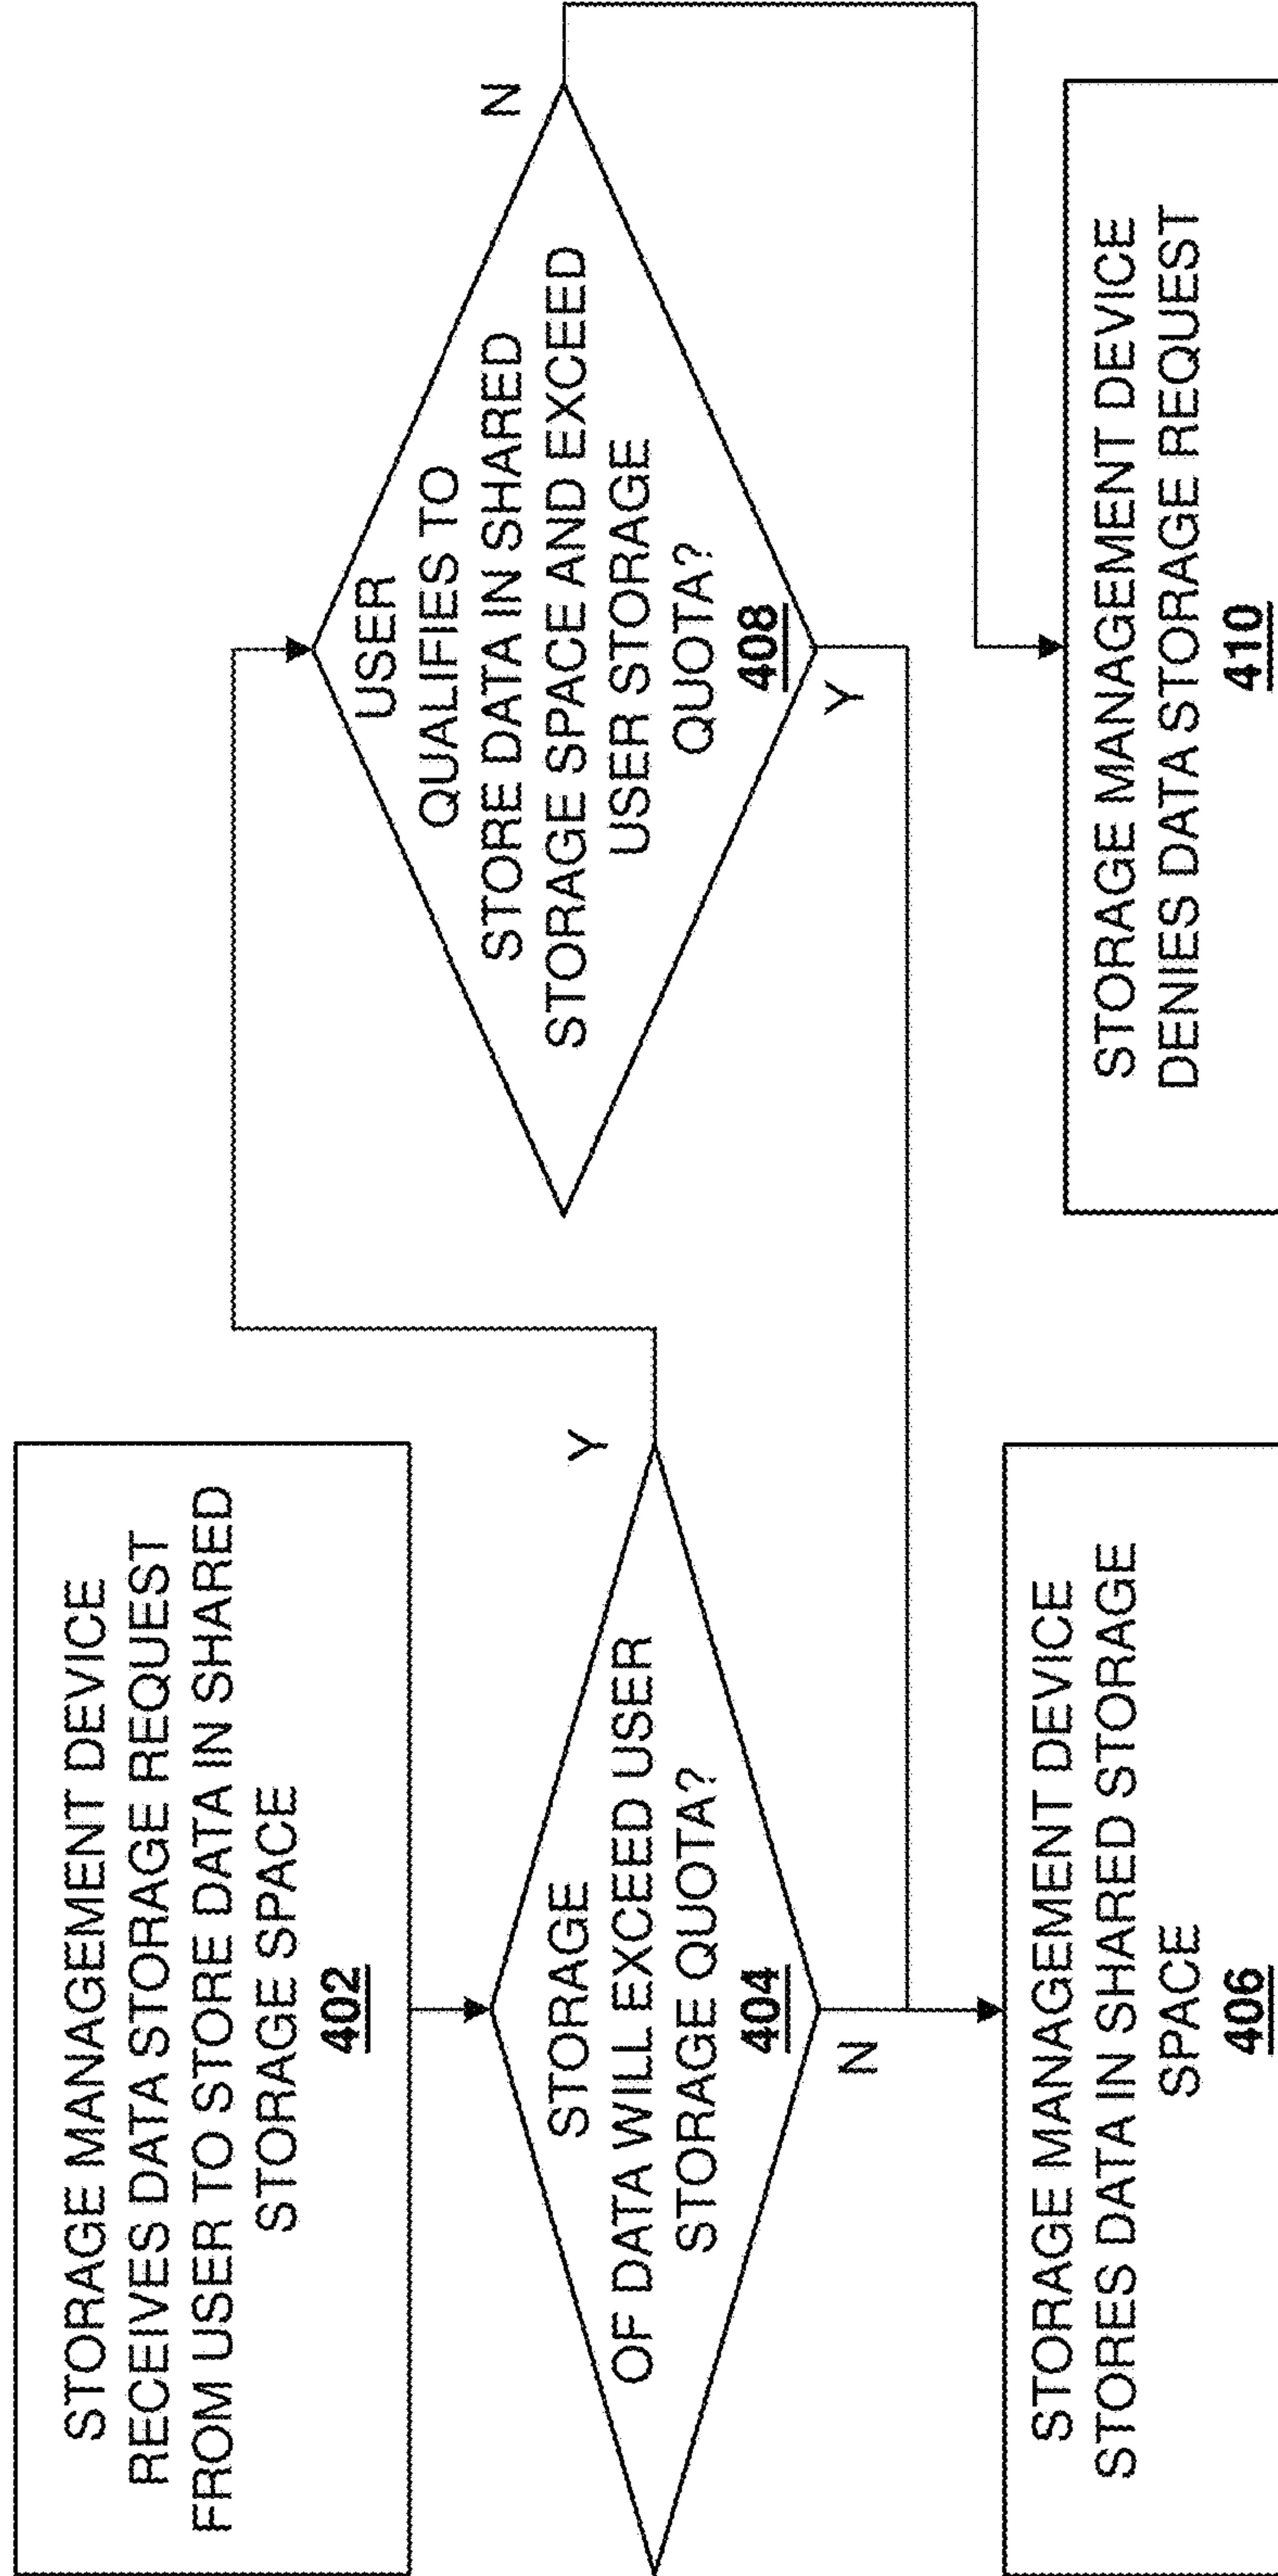 STORAGE MANAGEMENT DEVICE
RECEIVES DATA STORAGE REQUEST
FROM USER TO STORE DATA IN SHARED
STORAGE SPACE
402
STORAGE
OF DATA WILL EXCEED USER
STORAGE QUOTA?
404
Y
N
STORAGE MANAGEMENT DEVICE
STORES DATA IN SHARED STORAGE
SPACE
406
USER
QUALIFIES TO
STORE DATA IN SHARED
STORAGE SPACE AND EXCEED
USER STORAGE
QUOTA?
408
N
Y
STORAGE MANAGEMENT DEVICE
DENIES DATA STORAGE REQUEST
410